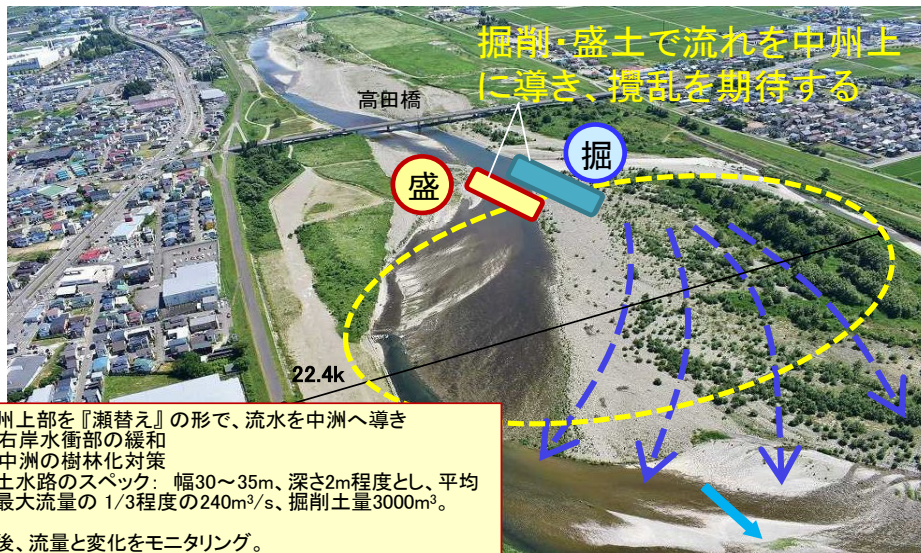 掘削・盛土で流れを中州上
に導き、攪乱を期待する
高田橋
掘
盛
22.4k
州上部を『瀬替え』の形で、流水を中洲へ導き
右岸水衝部の緩和
中洲の樹林化対策
土水路のスペック： 幅30～35m、深さ2m程度とし、平均
最大流量の 1/3程度の240m³/s、掘削土量3000m³。
後、流量と変化をモニタリング。